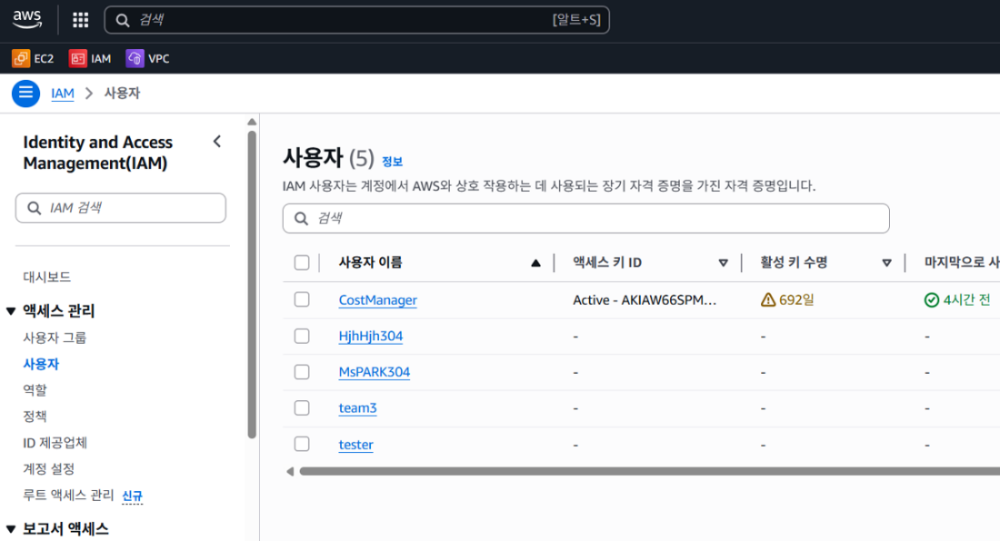 aws
검색 [알트+S]
EC2 IAM VPC
IAM > 사용자
Identity and Access
Management(IAM)
IAM 검색
대시보드
▼ 액세스 관리
사용자 그룹
사용자
역할
정책
ID 제공업체
계정 설정
루트 액세스 관리 신규
▼ 보고서 액세스
사용자 (5) 정보
IAM 사용자는 계정에서 AWS와 상호 작용하는 데 사용되는 장기 자격 증명을 가진 자격 증명입니다.
검색
사용자 이름 ▲ 액세스 키 ID ▽ 활성 키 수명 ▽ 마지막으로 사
CostManager Active - AKIAW66SPM... 692일 4시간 전
HjhHjh304 - - -
MsPARK304 - - -
team3 - - -
tester - - -